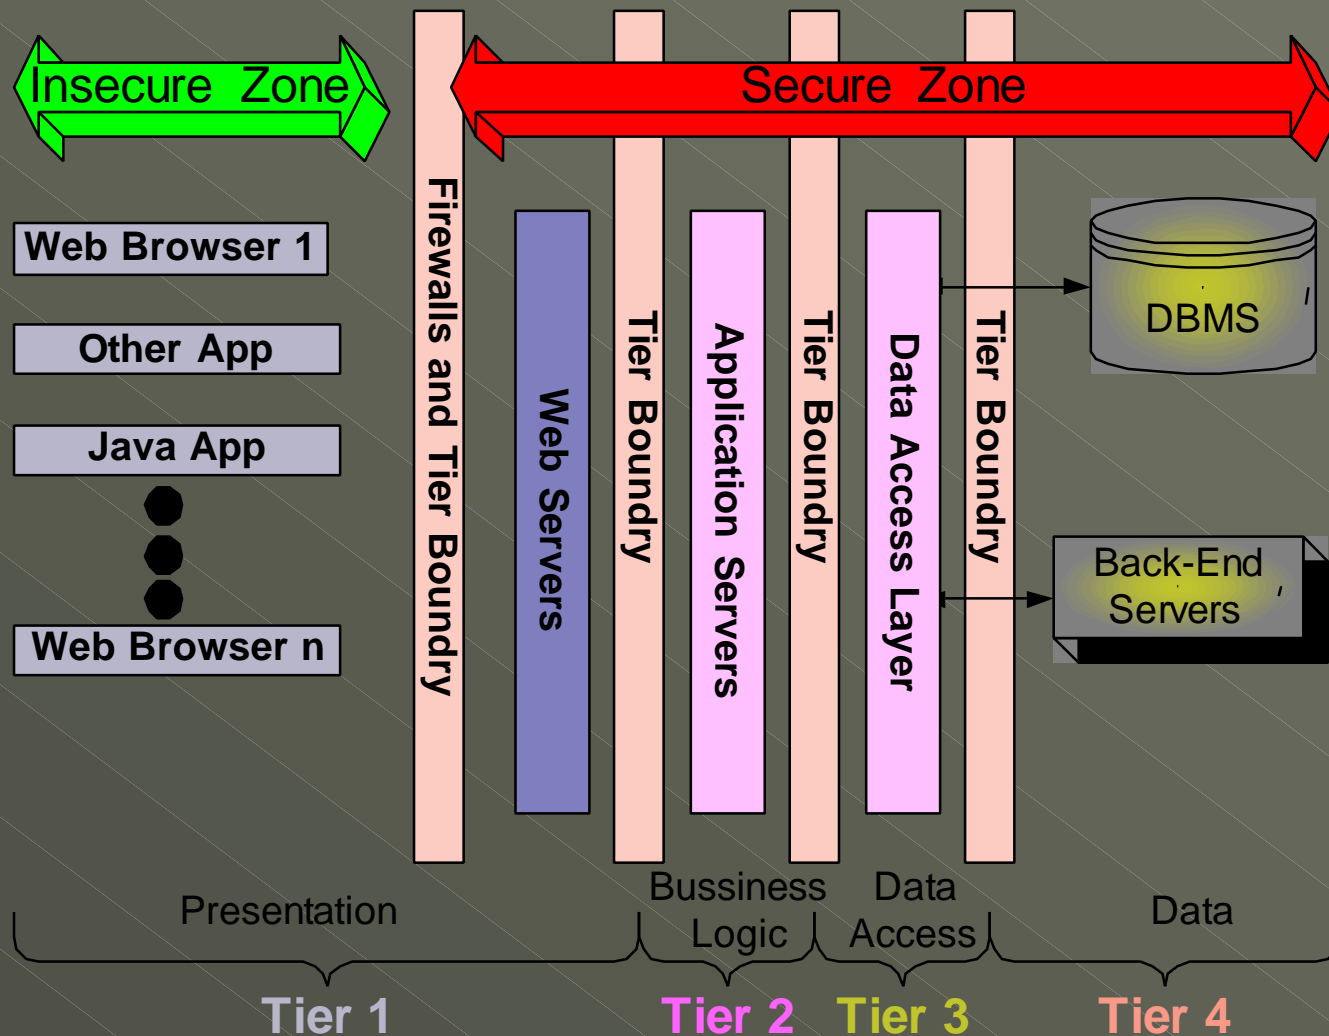 Insecure Zone
Secure Zone
Web Browser 1
Other App
Java App
Web Browser n
Firewalls and Tier Boundry
Web Servers
Tier Boundry
Application Servers
Tier Boundry
Data Access Layer
Tier Boundry
DBMS
Back-End
Servers
Presentation
Bussiness
Logic
Data
Access
Data
Tier 1
Tier 2
Tier 3
Tier 4